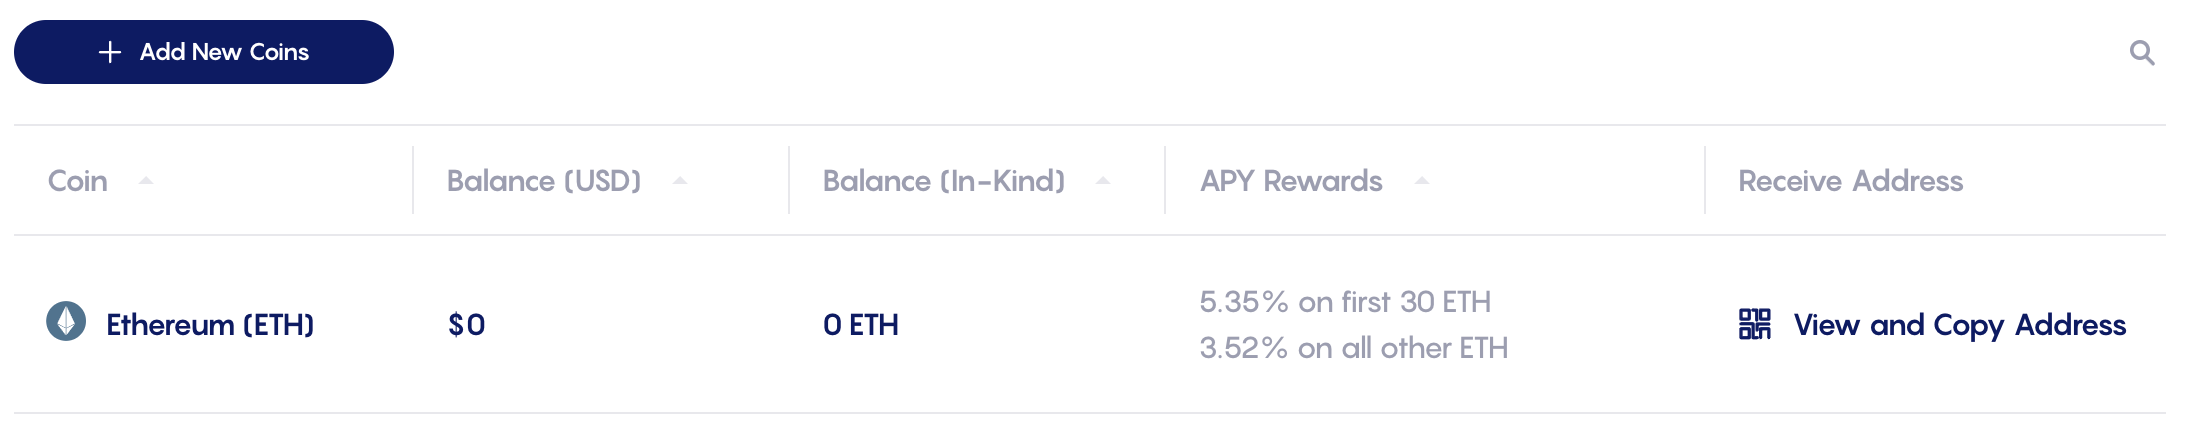 Add New Coins
Coin Balance (USD) Balance (In-Kind) APY Rewards Receive Address
Ethereum (ETH) $0 0 ETH 5.35% on first 30 ETH
3.52% on all other ETH View and Copy Address